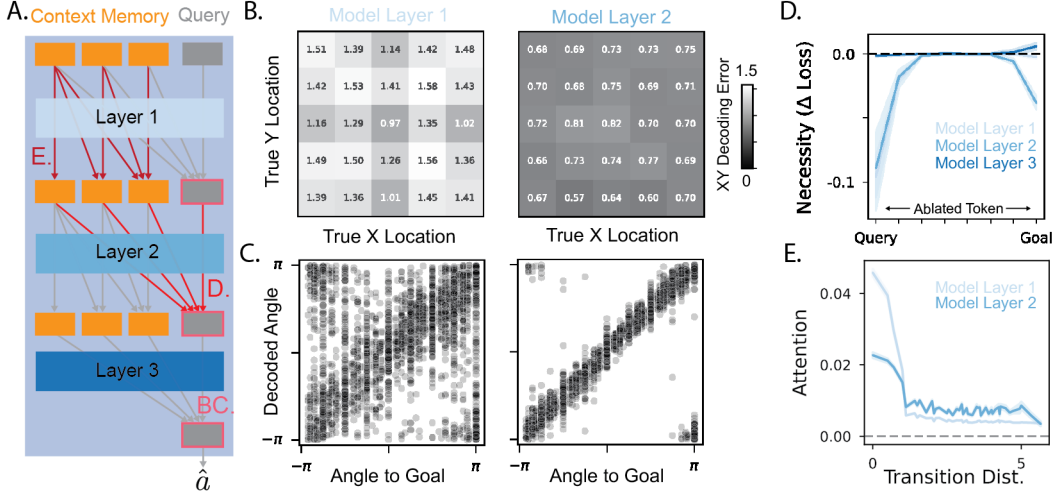 A.
Context Memory
Query
Layer 1
E.
Layer 2
D.
Layer 3
BC.
â
B.
Model Layer 1
Model Layer 2
True Y Location
1.51 1.39 1.14 1.42 1.48
1.42 1.53 1.41 1.58 1.43
1.16 1.29 0.97 1.35 1.02
1.49 1.50 1.26 1.56 1.36
1.39 1.36 1.01 1.45 1.41
True X Location
0.68 0.69 0.73 0.73 0.75
0.70 0.68 0.75 0.69 0.71
0.72 0.81 0.82 0.70 0.70
0.66 0.73 0.74 0.77 0.69
0.67 0.57 0.64 0.60 0.70
True X Location
XY Decoding Error
1.5
0
C.
Decoded Angle
π
−π
−π
π
Angle to Goal
−π
π
Angle to Goal
D.
Necessity (Δ Loss)
0.0
-0.1
Model Layer 1
Model Layer 2
Model Layer 3
Ablated Token
Query
Goal
E.
Attention
0.04
0.02
0.00
Model Layer 1
Model Layer 2
0
5
Transition Dist.